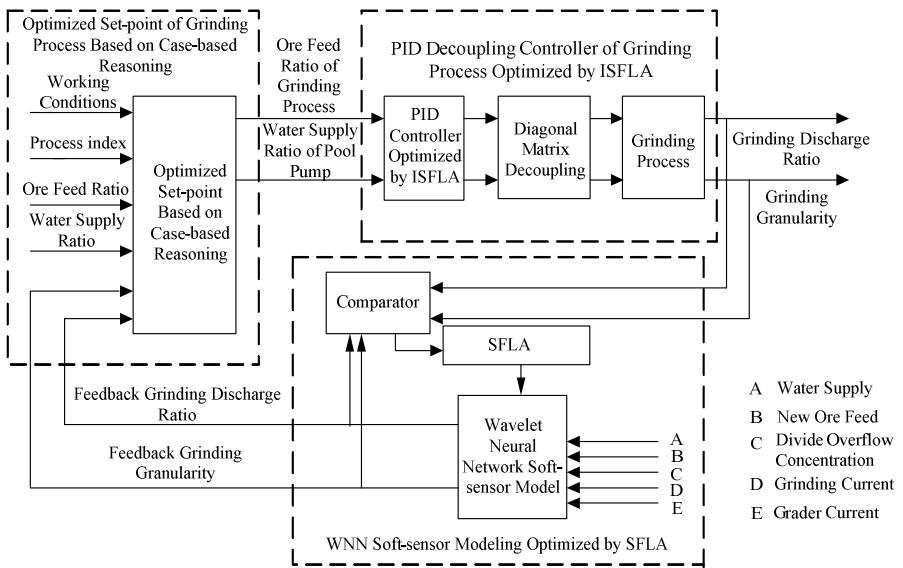 Optimized Set-point of Grinding
Process Based on Case-based
Reasoning
Working
Conditions
Process index
Ore Feed Ratio
Water Supply
Ratio
Optimized
Set-point
Based on
Case-based
Reasoning
Ore Feed
Ratio of
Grinding
Process
Water Supply
Ratio of Pool
Pump
PID Decoupling Controller of Grinding
Process Optimized by ISFLA
PID
Controller
Optimized
by ISFLA
Diagonal
Matrix
Decoupling
Grinding
Process
Grinding Discharge
Ratio
Grinding
Granularity
Comparator
SFLA
Wavelet
Neural
Network Soft-
sensor Model
A
B
C
D
E
WNN Soft-sensor Modeling Optimized by SFLA
Feedback Grinding Discharge
Ratio
Feedback Grinding
Granularity
A Water Supply
B New Ore Feed
C Divide Overflow
Concentration
D Grinding Current
E Grader Current